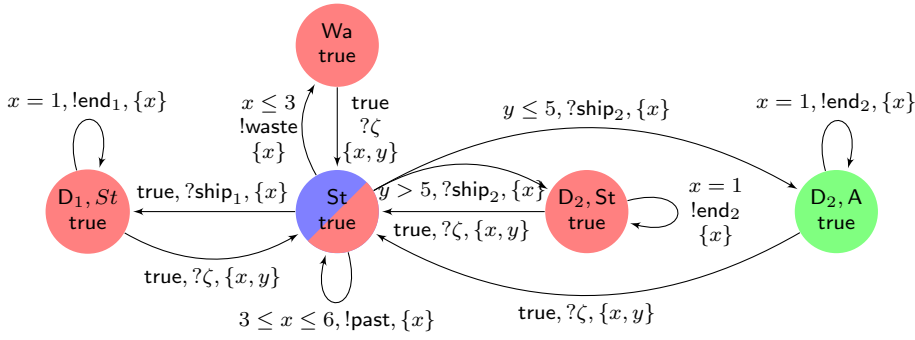 Wa
true
x = 1, !end₁, {x}
x ≤ 3
!waste
{x}
true
?ζ
{x, y}
y ≤ 5, ?ship₂, {x}
x = 1, !end₂, {x}
D₁, St
true
true, ?ship₁, {x}
St
true
y > 5, ?ship₂, {x}
true, ?ζ, {x, y}
D₂, St
true
x = 1
!end₂
{x}
D₂, A
true
true, ?ζ, {x, y}
3 ≤ x ≤ 6, !past, {x}
true, ?ζ, {x, y}